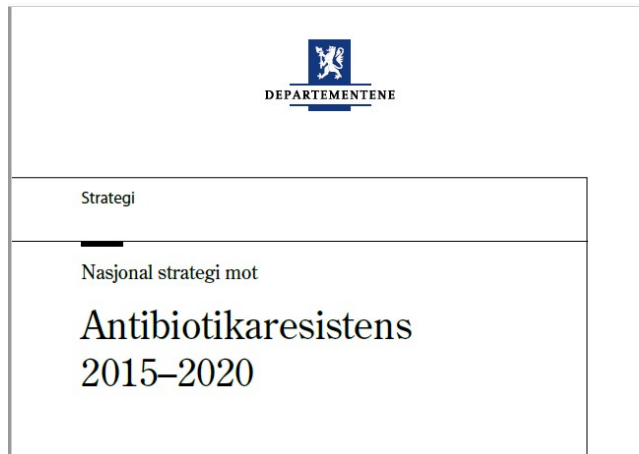 DEPARTEMENTENE
Strategi
Nasjonal strategi mot
Antibiotikaresistens
2015–2020